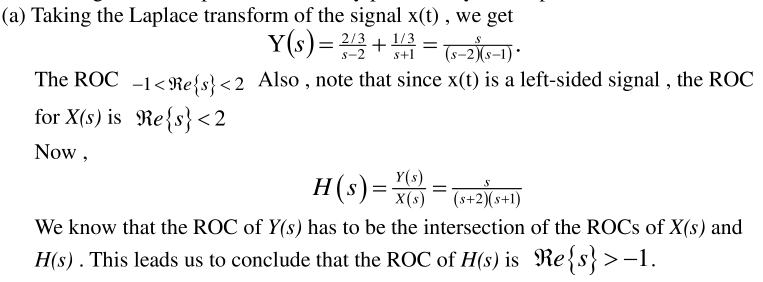 (a) Taking the Laplace transform of the signal x(t) , we get
Y(s) = \frac{2/3}{s-2} + \frac{1/3}{s+1} = \frac{s}{(s-2)(s-1)} .
The ROC −1<ℜe{s}<2 Also , note that since x(t) is a left-sided signal , the ROC
for X(s) is ℜe{s}<2
Now ,
H(s) = \frac{Y(s)}{X(s)} = \frac{s}{(s+2)(s+1)}
We know that the ROC of Y(s) has to be the intersection of the ROCs of X(s) and
H(s) . This leads us to conclude that the ROC of H(s) is ℜe{s}>−1.